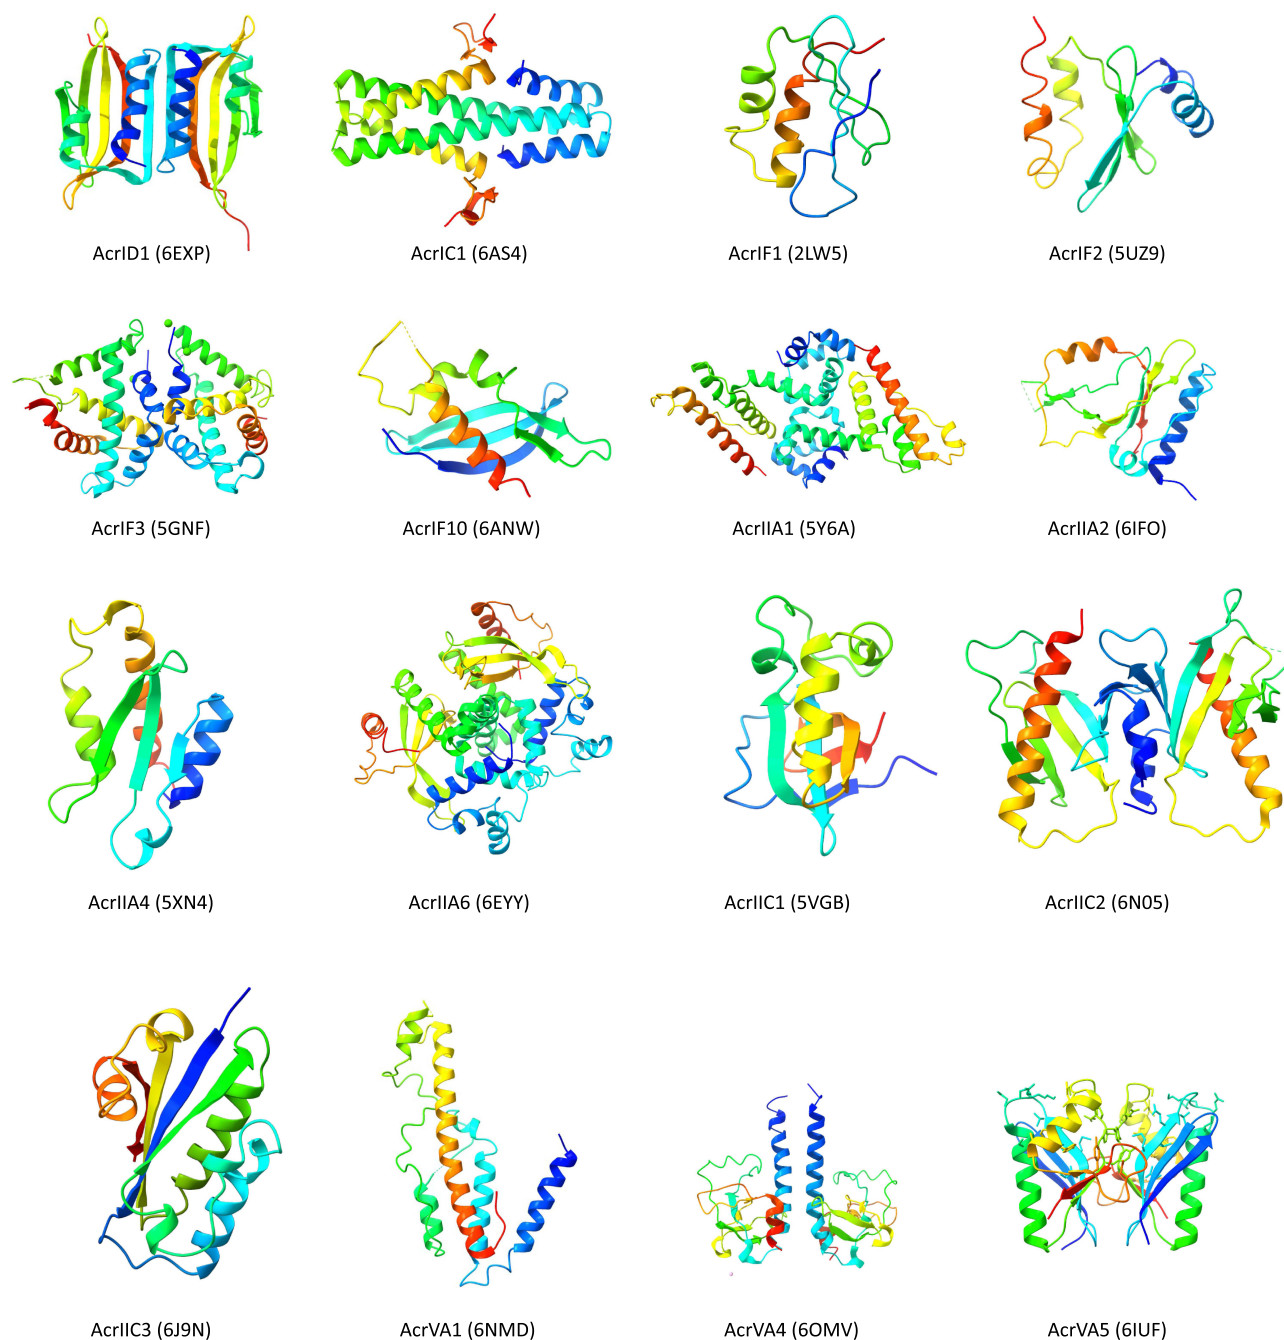 AcrID1 (6EXP)
AcrIC1 (6AS4)
AcrIF1 (2LW5)
AcrIF2 (5UZ9)
AcrIF3 (5GNF)
AcrIF10 (6ANW)
AcrIIA1 (5Y6A)
AcrIIA2 (6IFO)
AcrIIA4 (5XN4)
AcrIIA6 (6EYY)
AcrIIC1 (5VGB)
AcrIIC2 (6N05)
AcrIIC3 (6J9N)
AcrVA1 (6NMD)
AcrVA4 (6OMV)
AcrVA5 (6IUF)